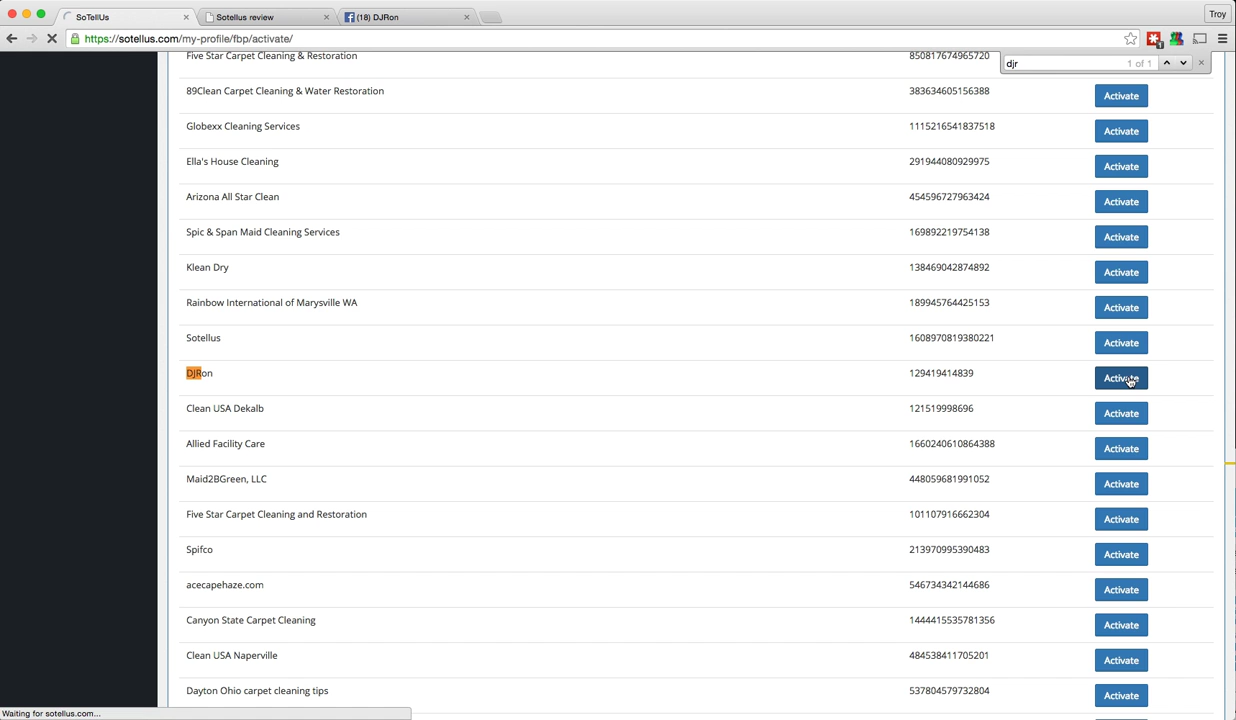 SoTellUs
Sotellus review
(18) DJRon
Troy
https://sotellus.com/my-profile/fbp/activate/
1
djr 1 of 1
Five Star Carpet Cleaning & Restoration 850817674965720
89Clean Carpet Cleaning & Water Restoration 383634605156388 Activate
Globexx Cleaning Services 1115216541837518 Activate
Ella's House Cleaning 291944080929975 Activate
Arizona All Star Clean 454596727963424 Activate
Spic & Span Maid Cleaning Services 169892219754138 Activate
Klean Dry 138469042874892 Activate
Rainbow International of Marysville WA 189945764425153 Activate
Sotellus 1608970819380221 Activate
DJRon 129419414839 Activate
Clean USA Dekalb 121519998696 Activate
Allied Facility Care 1660240610864388 Activate
Maid2BGreen, LLC 448059681991052 Activate
Five Star Carpet Cleaning and Restoration 101107916662304 Activate
Spifco 213970995390483 Activate
acecapehaze.com 546734342144686 Activate
Canyon State Carpet Cleaning 1444415535781356 Activate
Clean USA Naperville 484538411705201 Activate
Dayton Ohio carpet cleaning tips 537804579732804 Activate
Waiting for sotellus.com...